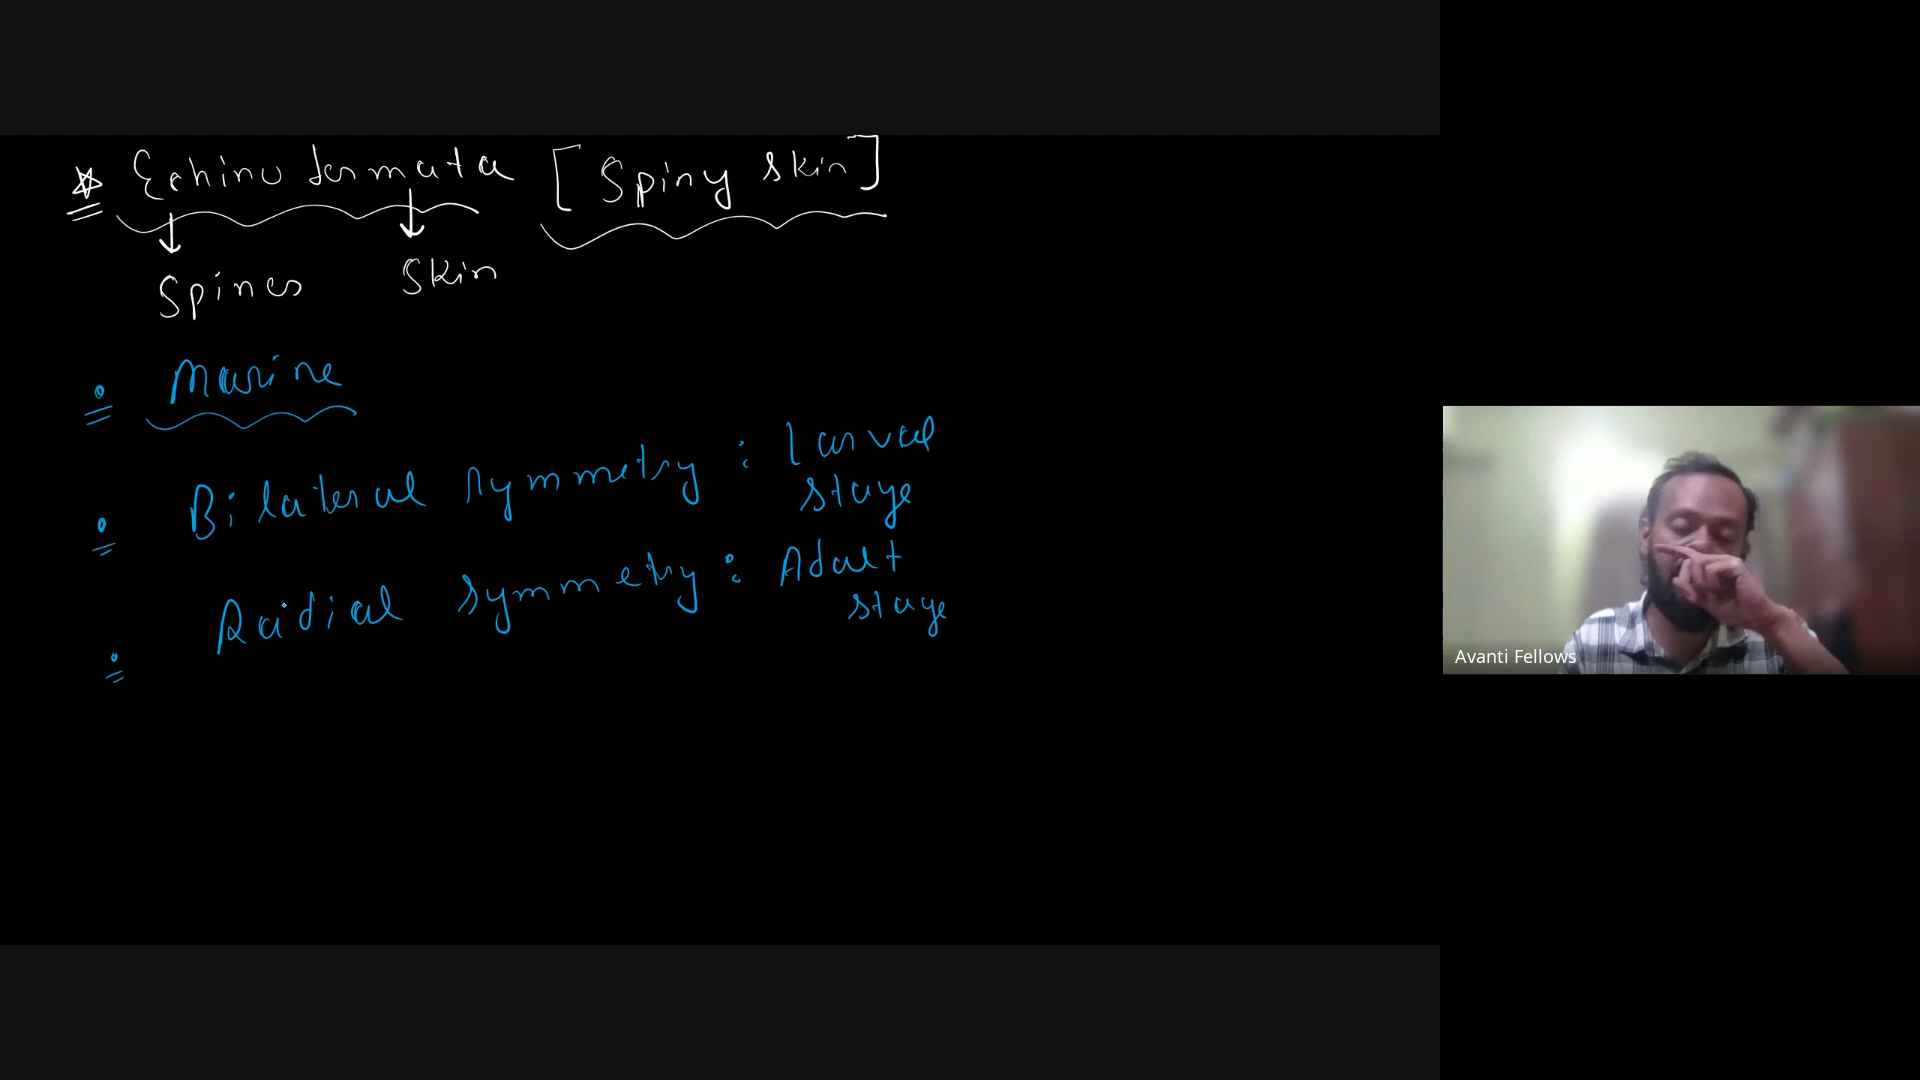 Echinodermata [Spiny skin]
Spines Skin
Marine
Bilateral symmetry : Larval stage
Radial symmetry : Adult stage
Avanti Fellows